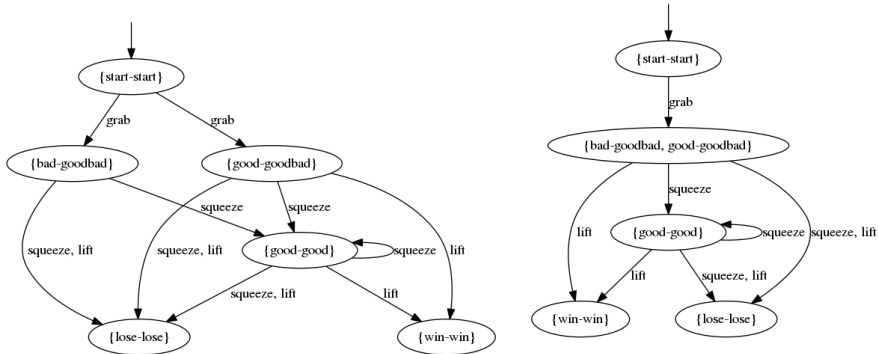 {start-start}
grab
grab
{bad-goodbad}
{good-goodbad}
squeeze
squeeze
squeeze, lift
squeeze, lift
{good-good}
squeeze
lift
squeeze, lift
lift
{lose-lose}
{win-win}
{start-start}
grab
{bad-goodbad, good-goodbad}
squeeze
lift
{good-good}
squeeze
squeeze, lift
lift
squeeze, lift
{win-win}
{lose-lose}